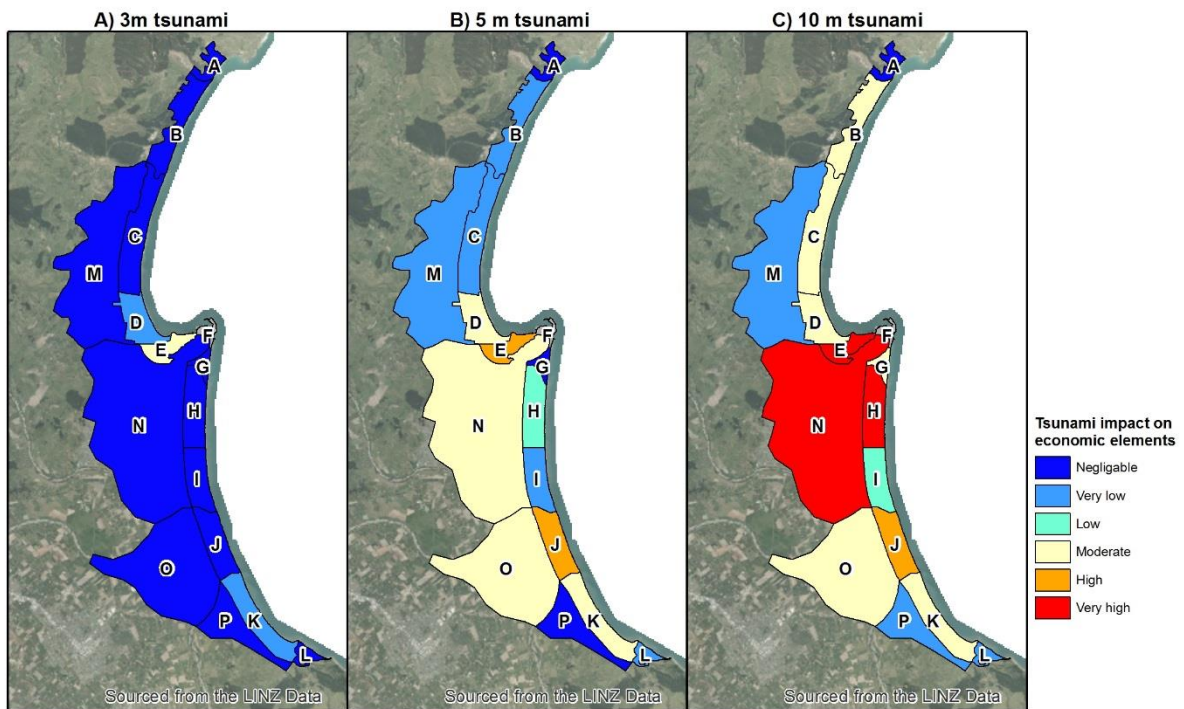 A) 3m tsunami
B) 5 m tsunami
C) 10 m tsunami
A
B
C
M
D
E
F
G
H
N
I
J
O
K
P
L
Sourced from the LINZ Data
A
B
C
M
D
E
F
G
H
N
I
J
O
K
P
L
Sourced from the LINZ Data
A
B
C
M
D
E
F
G
H
N
I
J
O
K
P
L
Sourced from the LINZ Data
Tsunami impact on
economic elements
Negligable
Very low
Low
Moderate
High
Very high